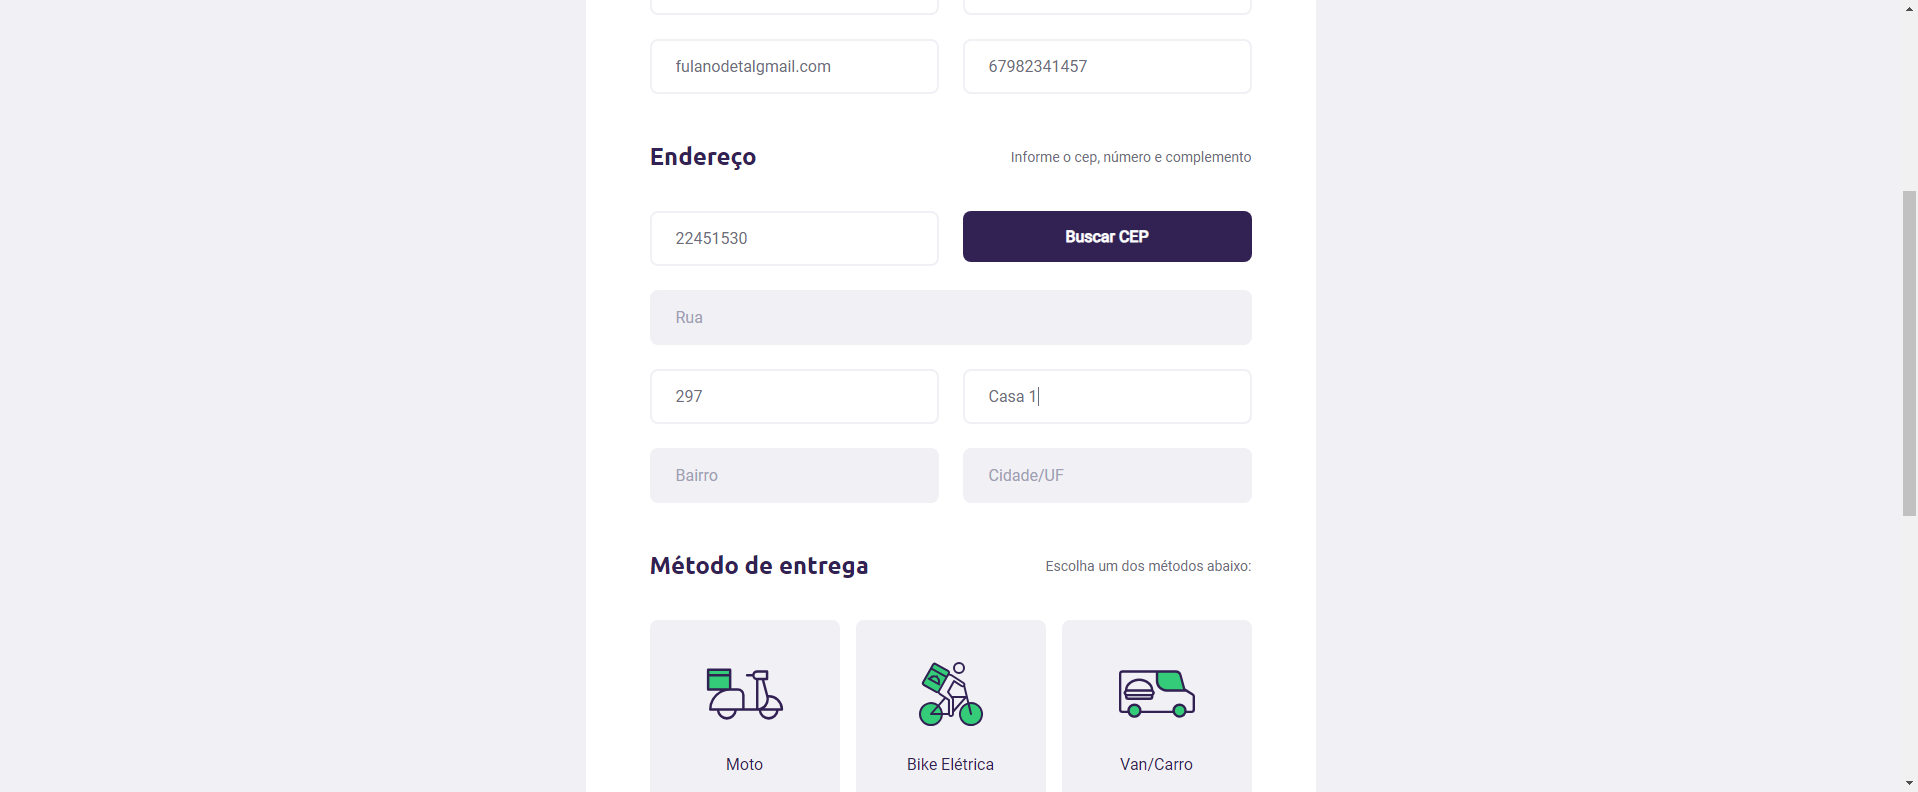 fulanodetalgmail.com 67982341457
Endereço Informe o cep, número e complemento
22451530 Buscar CEP
Rua
297 Casa 1
Bairro Cidade/UF
Método de entrega Escolha um dos métodos abaixo:
Moto Bike Elétrica Van/Carro